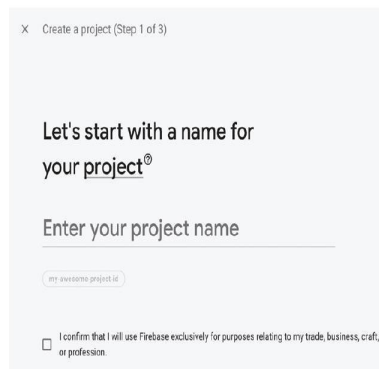 Create a project (Step 1 of 3)
Let's start with a name for
your project
Enter your project name
my-awesome-project-id
I confirm that I will use Firebase exclusively for purposes relating to my trade, business, craft,
or profession.